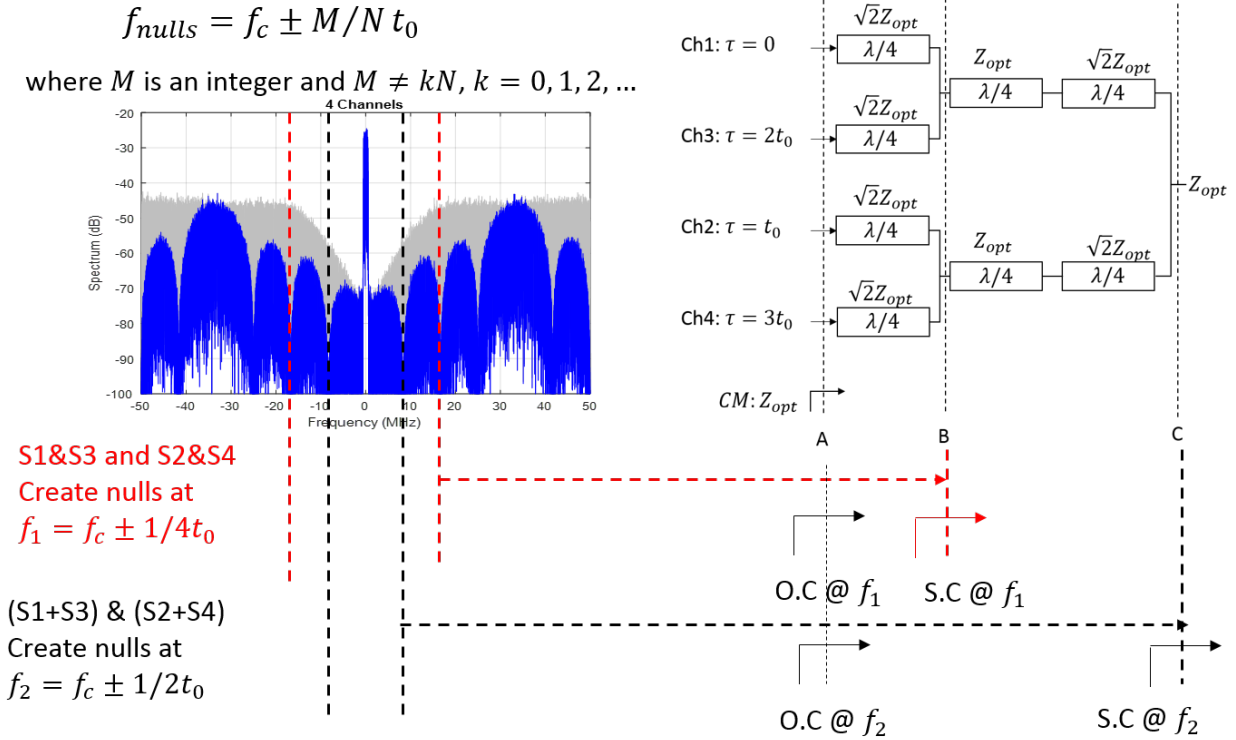 f_nulls = f_c ± M/N t_0
where M is an integer and M ≠ kN, k = 0, 1, 2, ...
4 Channels
Spectrum (dB)
-20
-30
-40
-50
-60
-70
-80
-90
-100
-50 -40 -30 -20 -10 0 10 20 30 40 50
Frequency (MHz)
S1&S3 and S2&S4
Create nulls at
f_1 = f_c ± 1/4t_0
(S1+S3) & (S2+S4)
Create nulls at
f_2 = f_c ± 1/2t_0
Ch1: τ = 0
√2Z_opt
λ/4
Ch3: τ = 2t_0
√2Z_opt
λ/4
Z_opt
λ/4
√2Z_opt
λ/4
Ch2: τ = t_0
√2Z_opt
λ/4
Ch4: τ = 3t_0
√2Z_opt
λ/4
Z_opt
λ/4
√2Z_opt
λ/4
Z_opt
CM: Z_opt
A
B
C
O.C @ f_1
S.C @ f_1
O.C @ f_2
S.C @ f_2